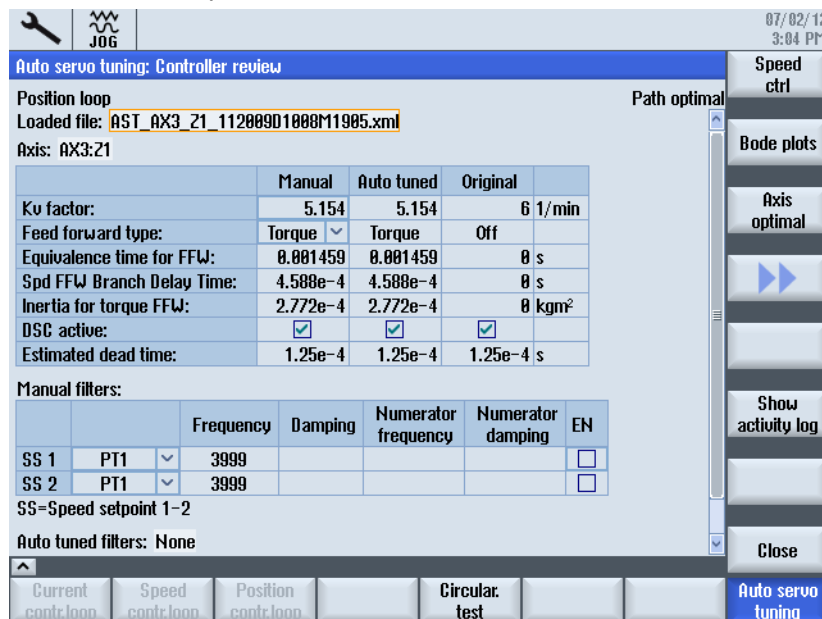 JOG
07/02/12
3:04 PM
Auto servo tuning: Controller review
Speed ctrl
Position loop
Path optimal
Loaded file: AST_AX3_Z1_112009D1008M1905.xml
Axis: AX3:Z1
Bode plots
Manual Auto tuned Original
Kv factor: 5.154 5.154 6 1/min
Axis optimal
Feed forward type: Torque Torque Off
Equivalence time for FFW: 0.001459 0.001459 0 s
Spd FFW Branch Delay Time: 4.588e-4 4.588e-4 0 s
Inertia for torque FFW: 2.772e-4 2.772e-4 0 kgm²
DSC active:
Estimated dead time: 1.25e-4 1.25e-4 1.25e-4 s
Manual filters:
Frequency Damping Numerator frequency Numerator damping EN
Show activity log
SS 1 PT1 3999
SS 2 PT1 3999
SS=Speed setpoint 1-2
Auto tuned filters: None
Close
Current contr.loop Speed contr.loop Position contr.loop Circular. test Auto servo tuning